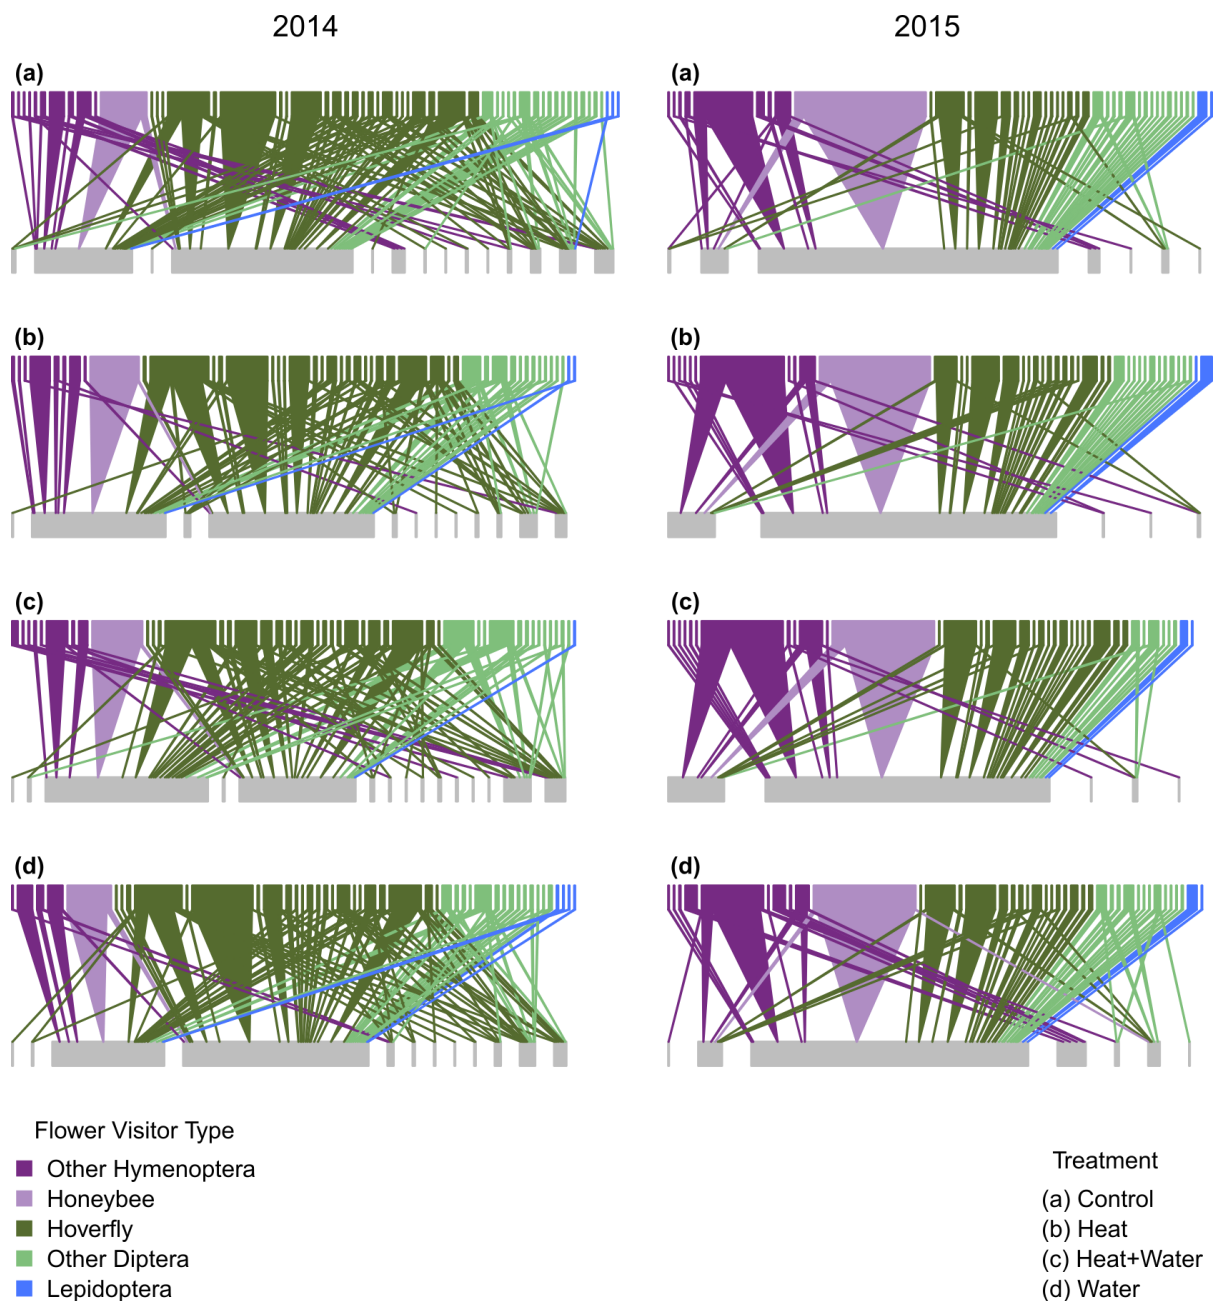 2014
2015
(a)
(a)
(b)
(b)
(c)
(c)
(d)
(d)
Flower Visitor Type
Other Hymenoptera
Honeybee
Hoverfly
Other Diptera
Lepidoptera
Treatment
(a) Control
(b) Heat
(c) Heat+Water
(d) Water